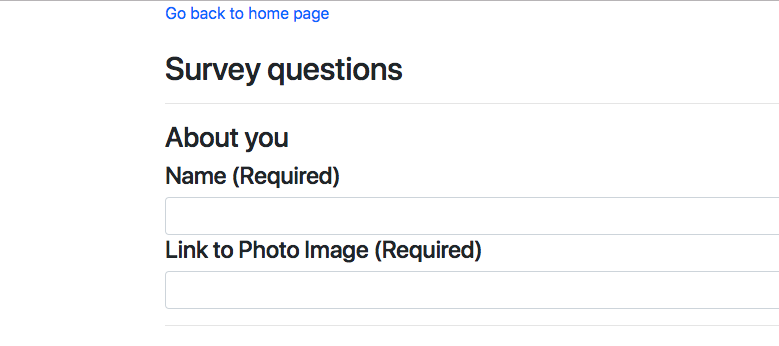 Go back to home page
Survey questions
About you
Name (Required)
Link to Photo Image (Required)